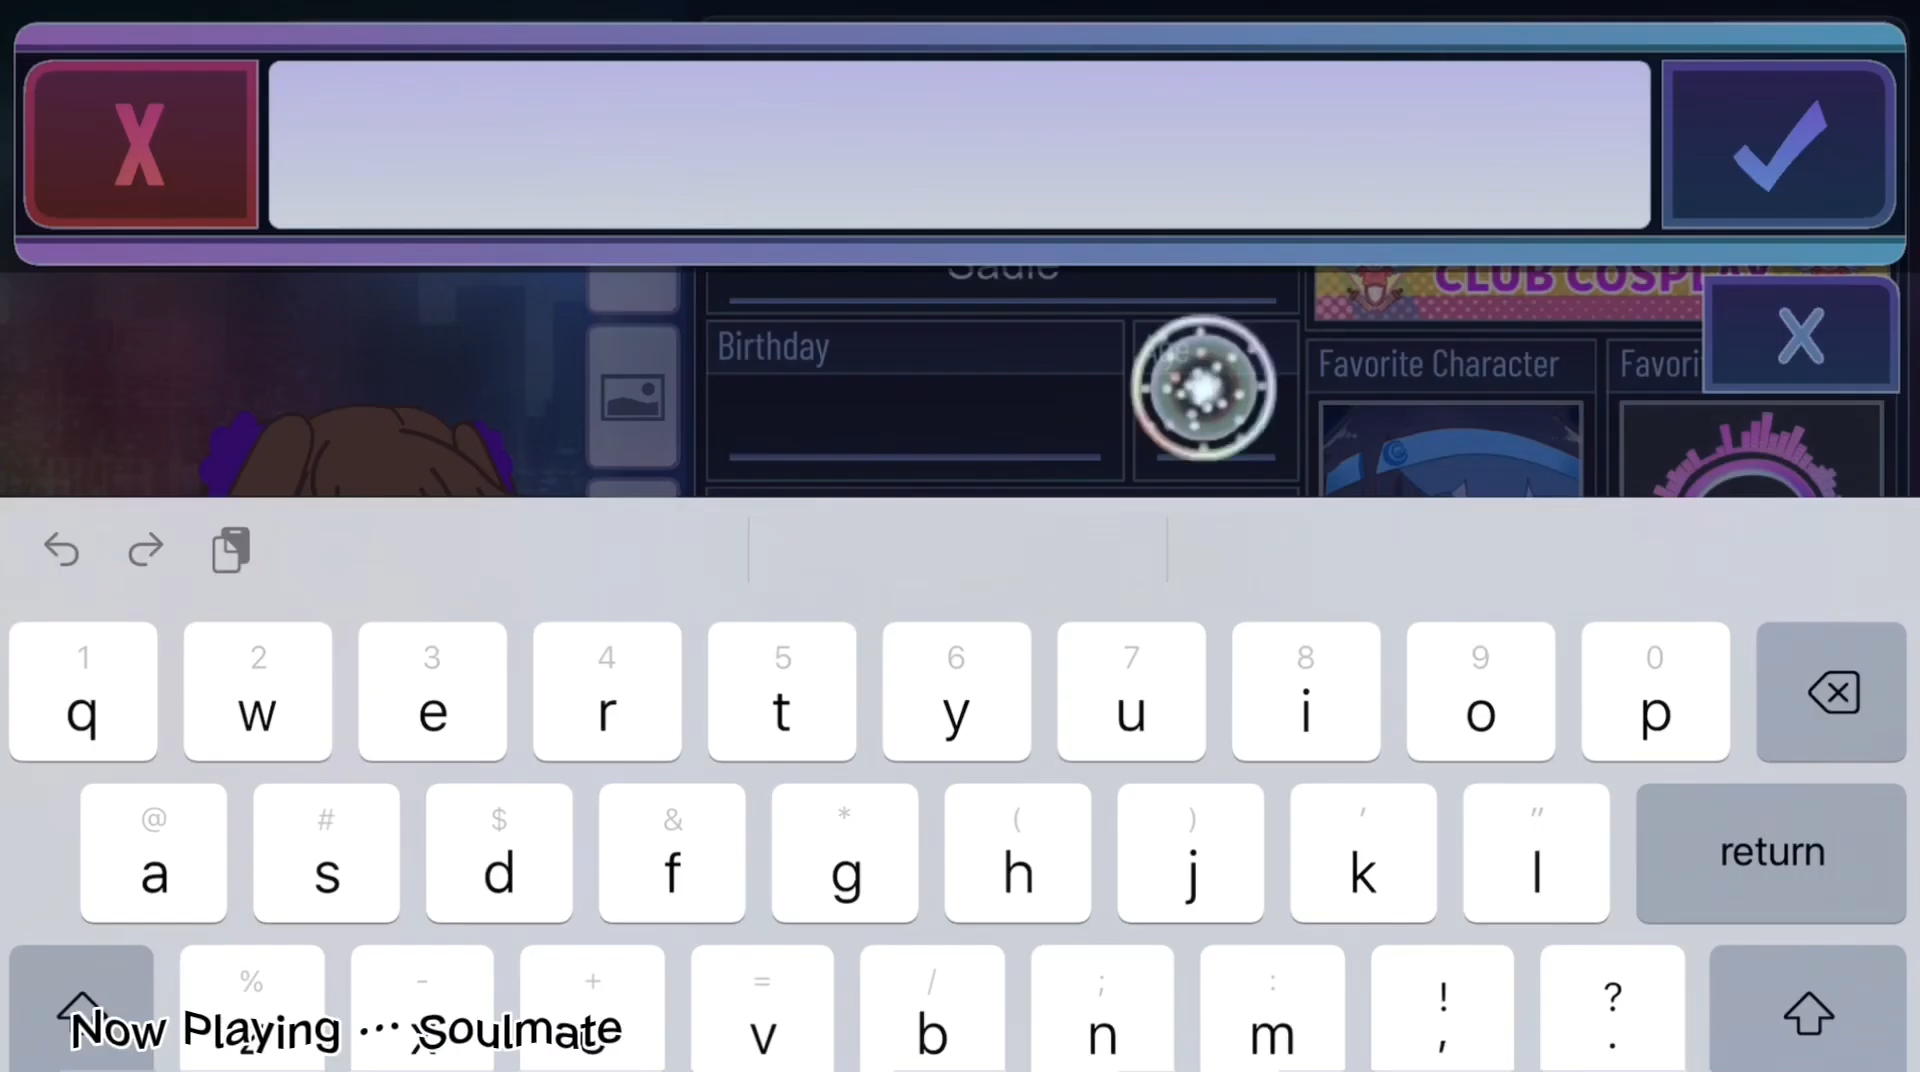 X
Sadie
CLUB COSPLAY
X
Birthday
Favorite Character
Favori
1 2 3 4 5 6 7 8 9 0
q w e r t y u i o p
@ # $ & * ( ) ' "
a s d f g h j k l return
% - + = / ; : ! ?
v b n m , .
Now Playing ... Soulmate